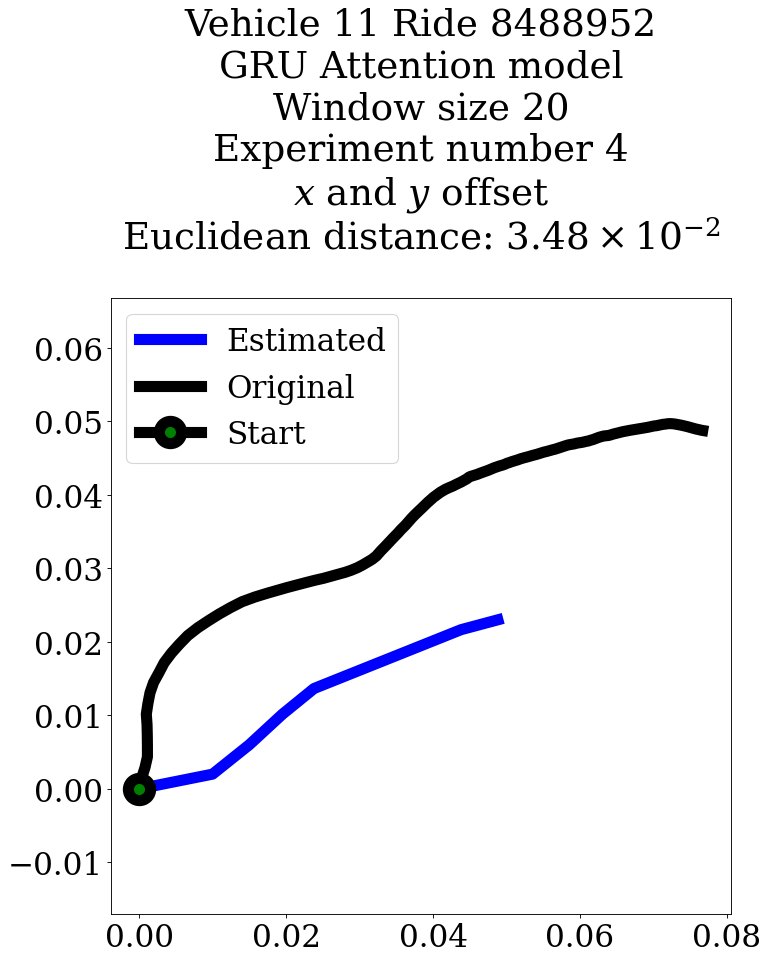 Vehicle 11 Ride 8488952
GRU Attention model
Window size 20
Experiment number 4
x and y offset
Euclidean distance: 3.48 × 10⁻²
Estimated
Original
Start
0.06
0.05
0.04
0.03
0.02
0.01
0.00
−0.01
0.00 0.02 0.04 0.06 0.08